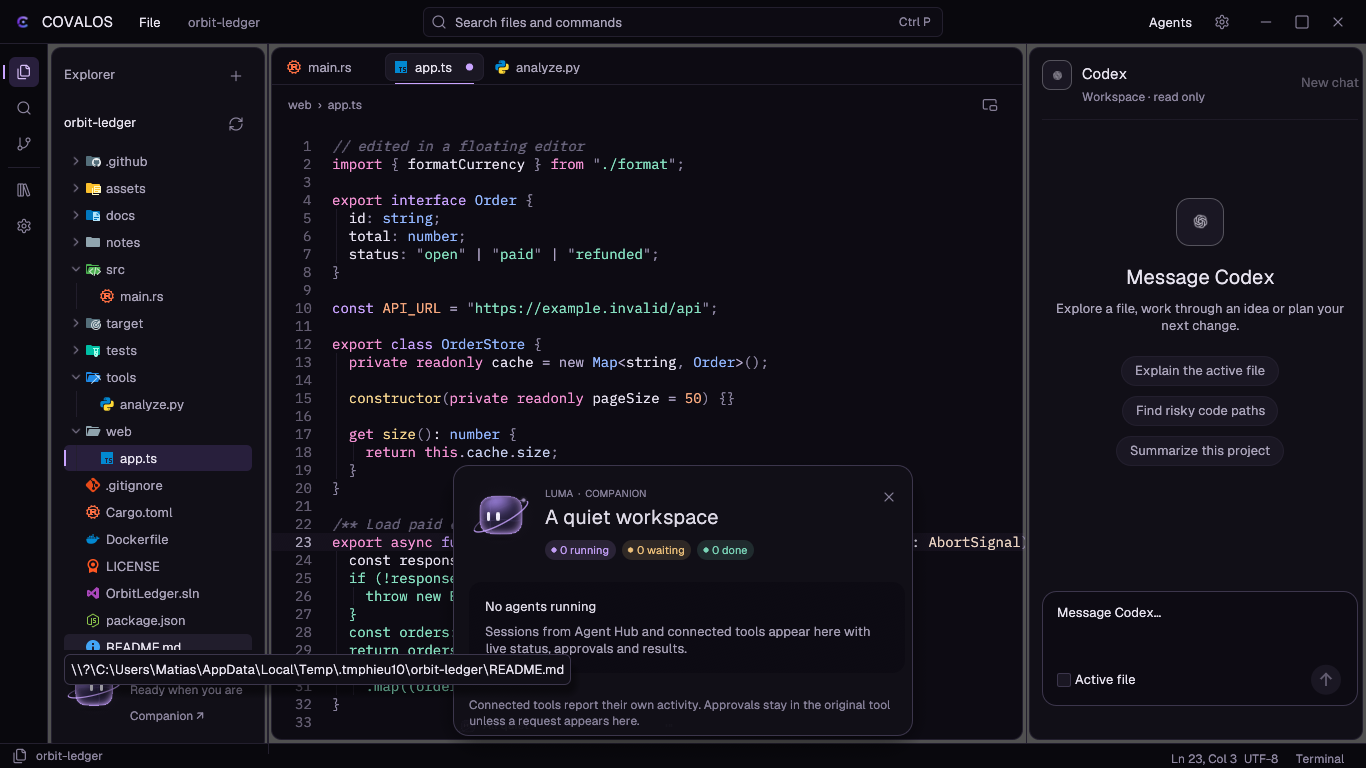 COVALOS File orbit-ledger
Search files and commands Ctrl P
Agents
Explorer
orbit-ledger
.github
assets
docs
notes
src
main.rs
target
tests
tools
analyze.py
web
app.ts
.gitignore
Cargo.toml
Dockerfile
LICENSE
OrbitLedger.sln
package.json
README.md
\\?\C:\Users\Matias\AppData\Local\Temp\.tmphieu10\orbit-ledger\README.md
Ready when you are
Companion ↗
main.rs app.ts analyze.py
web › app.ts
1 // edited in a floating editor
2 import { formatCurrency } from "./format";
3
4 export interface Order {
5 id: string;
6 total: number;
7 status: "open" | "paid" | "refunded";
8 }
9
10 const API_URL = "https://example.invalid/api";
11
12 export class OrderStore {
13 private readonly cache = new Map<string, Order>();
14
15 constructor(private readonly pageSize = 50) {}
16
17 get size(): number {
18 return this.cache.size;
19 }
20 }
21
22 /** Load paid
23 export async fu : AbortSignal)
24 const respons
25 if (!response
26 throw new
27 }
28 const orders:
29 return orders
31 .map((orde
32 }
33
LUMA · COMPANION
A quiet workspace
0 running 0 waiting 0 done
No agents running
Sessions from Agent Hub and connected tools appear here with
live status, approvals and results.
Connected tools report their own activity. Approvals stay in the original tool
unless a request appears here.
Codex
Workspace · read only
New chat
Message Codex
Explore a file, work through an idea or plan your
next change.
Explain the active file
Find risky code paths
Summarize this project
Message Codex...
Active file
orbit-ledger
Ln 23, Col 3 UTF-8 Terminal